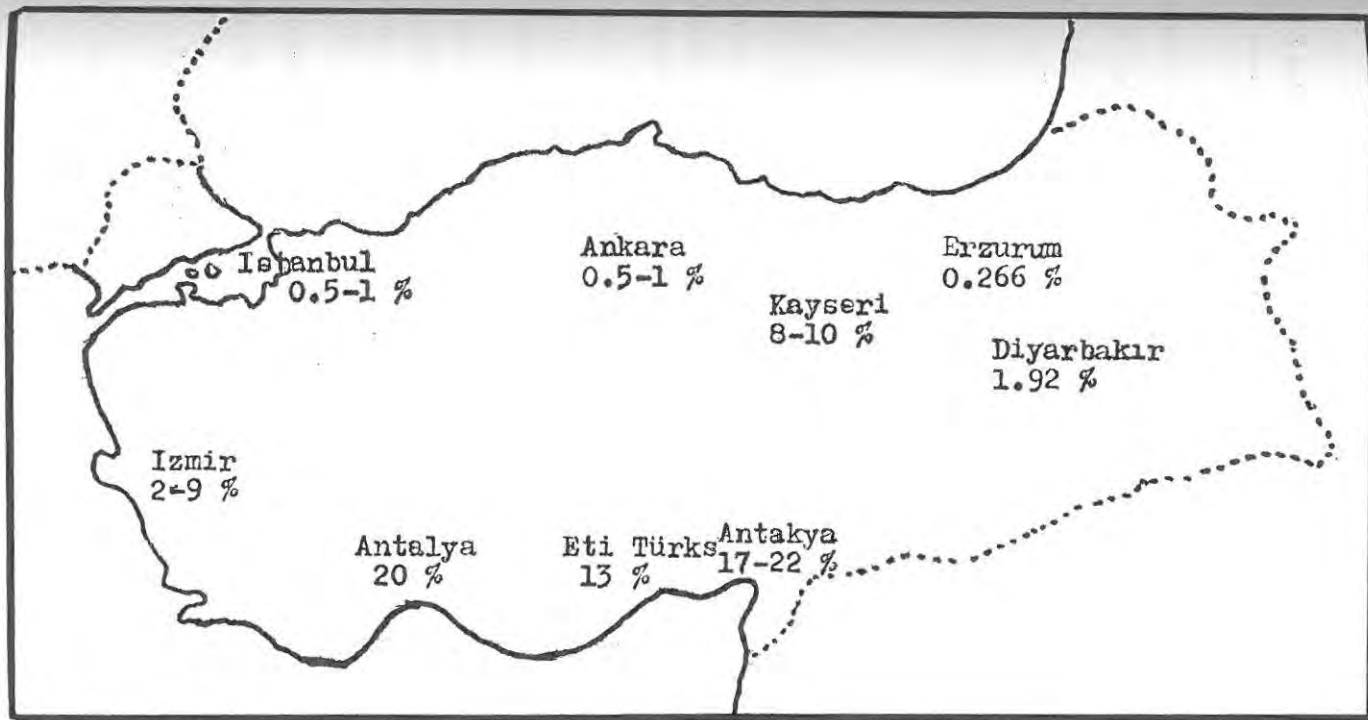 Istanbul
0.5-1 %
Ankara
0.5-1 %
Erzurum
0.266 %
Kayseri
8-10 %
Diyarbakır
1.92 %
Izmir
2-9 %
Antalya
20 %
Eti Türks
13 %
Antakya
17-22 %